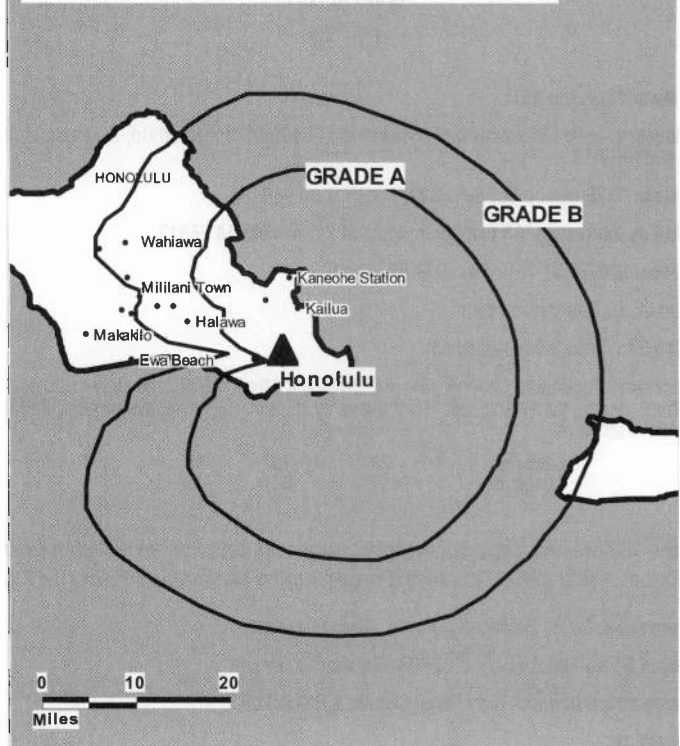 GRADE A
HONOLULU
GRADE B
Wahiawa
Kaneohe Station
Mililani Town
Kailua
Halawa
Makakilo
Ewa Beach
Honolulu
0 10 20
Miles